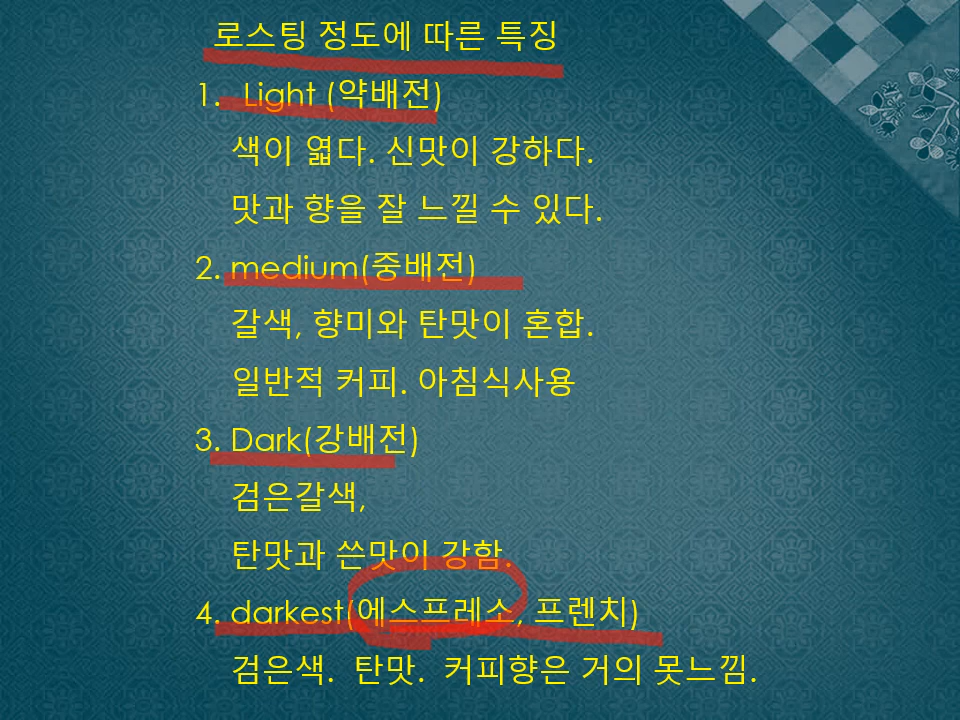 로스팅 정도에 따른 특징
1. Light (약배전)
색이 엷다. 신맛이 강하다.
맛과 향을 잘 느낄 수 있다.
2. medium(중배전)
갈색, 향미와 탄맛이 혼합.
일반적 커피. 아침식사용
3. Dark(강배전)
검은갈색,
탄맛과 쓴맛이 강함.
4. darkest(에스프레소, 프렌치)
검은색. 탄맛. 커피향은 거의 못느낌.